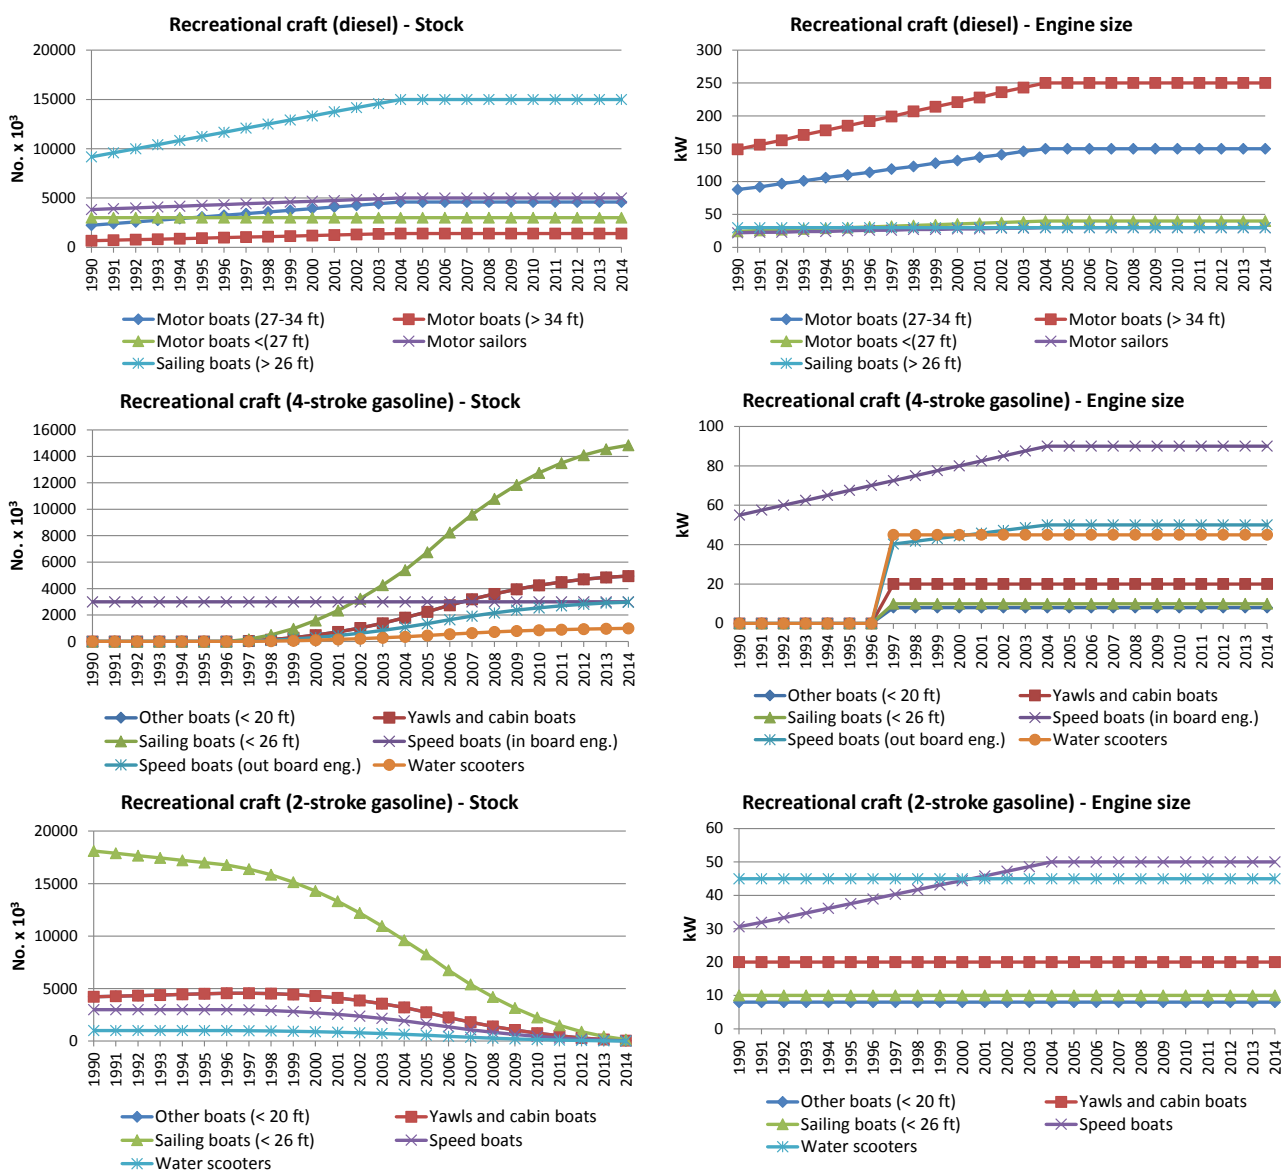 Recreational craft (diesel) - Stock
No. x 10³
20000
15000
10000
5000
0
1990 1991 1992 1993 1994 1995 1996 1997 1998 1999 2000 2001 2002 2003 2004 2005 2006 2007 2008 2009 2010 2011 2012 2013 2014
Motor boats (27-34 ft) Motor boats (> 34 ft)
Motor boats <(27 ft) Motor sailors
Sailing boats (> 26 ft)
Recreational craft (diesel) - Engine size
kW
300
250
200
150
100
50
0
1990 1991 1992 1993 1994 1995 1996 1997 1998 1999 2000 2001 2002 2003 2004 2005 2006 2007 2008 2009 2010 2011 2012 2013 2014
Motor boats (27-34 ft) Motor boats (> 34 ft)
Motor boats <(27 ft) Motor sailors
Sailing boats (> 26 ft)
Recreational craft (4-stroke gasoline) - Stock
No. x 10³
16000
14000
12000
10000
8000
6000
4000
2000
0
1990 1991 1992 1993 1994 1995 1996 1997 1998 1999 2000 2001 2002 2003 2004 2005 2006 2007 2008 2009 2010 2011 2012 2013 2014
Other boats (< 20 ft) Yawls and cabin boats
Sailing boats (< 26 ft) Speed boats (in board eng.)
Speed boats (out board eng.) Water scooters
Recreational craft (4-stroke gasoline) - Engine size
kW
100
80
60
40
20
0
1990 1991 1992 1993 1994 1995 1996 1997 1998 1999 2000 2001 2002 2003 2004 2005 2006 2007 2008 2009 2010 2011 2012 2013 2014
Other boats (< 20 ft) Yawls and cabin boats
Sailing boats (< 26 ft) Speed boats (in board eng.)
Speed boats (out board eng.) Water scooters
Recreational craft (2-stroke gasoline) - Stock
No. x 10³
20000
15000
10000
5000
0
1990 1991 1992 1993 1994 1995 1996 1997 1998 1999 2000 2001 2002 2003 2004 2005 2006 2007 2008 2009 2010 2011 2012 2013 2014
Other boats (< 20 ft) Yawls and cabin boats
Sailing boats (< 26 ft) Speed boats
Water scooters
Recreational craft (2-stroke gasoline) - Engine size
kW
60
50
40
30
20
10
0
1990 1991 1992 1993 1994 1995 1996 1997 1998 1999 2000 2001 2002 2003 2004 2005 2006 2007 2008 2009 2010 2011 2012 2013 2014
Other boats (< 20 ft) Yawls and cabin boats
Sailing boats (< 26 ft) Speed boats
Water scooters